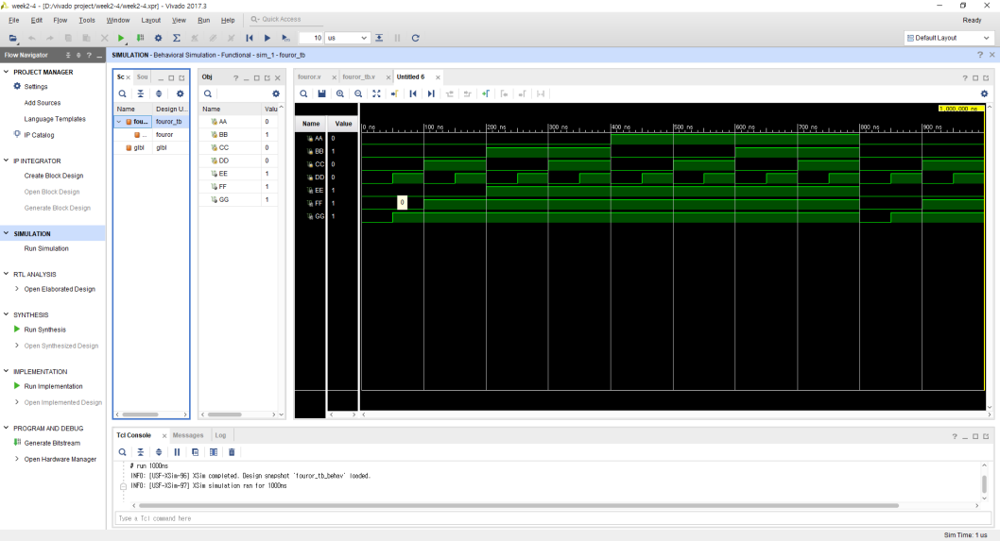 week2-4 - [D:/vivado project/week2-4/week2-4.xpr] - Vivado 2017.3
File Edit Flow Tools Window Layout View Run Help Q- Quick Access Ready
10 us Default Layout
Flow Navigator
SIMULATION - Behavioral Simulation - Functional - sim_1 - fouror_tb
PROJECT MANAGER
Settings
Add Sources
Language Templates
IP Catalog
IP INTEGRATOR
Create Block Design
Open Block Design
Generate Block Design
SIMULATION
Run Simulation
RTL ANALYSIS
Open Elaborated Design
SYNTHESIS
Run Synthesis
Open Synthesized Design
IMPLEMENTATION
Run Implementation
Open Implemented Design
PROGRAM AND DEBUG
Generate Bitstream
Open Hardware Manager
Sc Sou
Name Design U...
fou... fouror_tb
... fouror
glbl glbl
Obj
Name Valu
AA 0
BB 1
CC 0
DD 0
EE 1
FF 1
GG 1
fouror.v fouror_tb.v Untitled 6
1,000,000 ns
Name Value 0 ns 100 ns 200 ns 300 ns 400 ns 500 ns 600 ns 700 ns 800 ns 900 ns
AA 0
BB 1
CC 0
DD 0
EE 1
FF 1 0
GG 1
Tcl Console Messages Log
# run 1000ns
INFO: [USF-XSim-96] XSim completed. Design snapshot 'fouror_tb_behav' loaded.
INFO: [USF-XSim-97] XSim simulation ran for 1000ns
Type a Tcl command here
Sim Time: 1 us